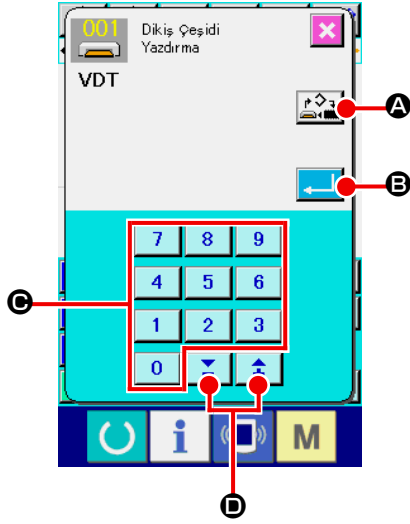 001
Dikiş Çeşidi
Yazdırma
VDT
A
B
7 8 9
4 5 6
C
1 2 3
0
i M
D